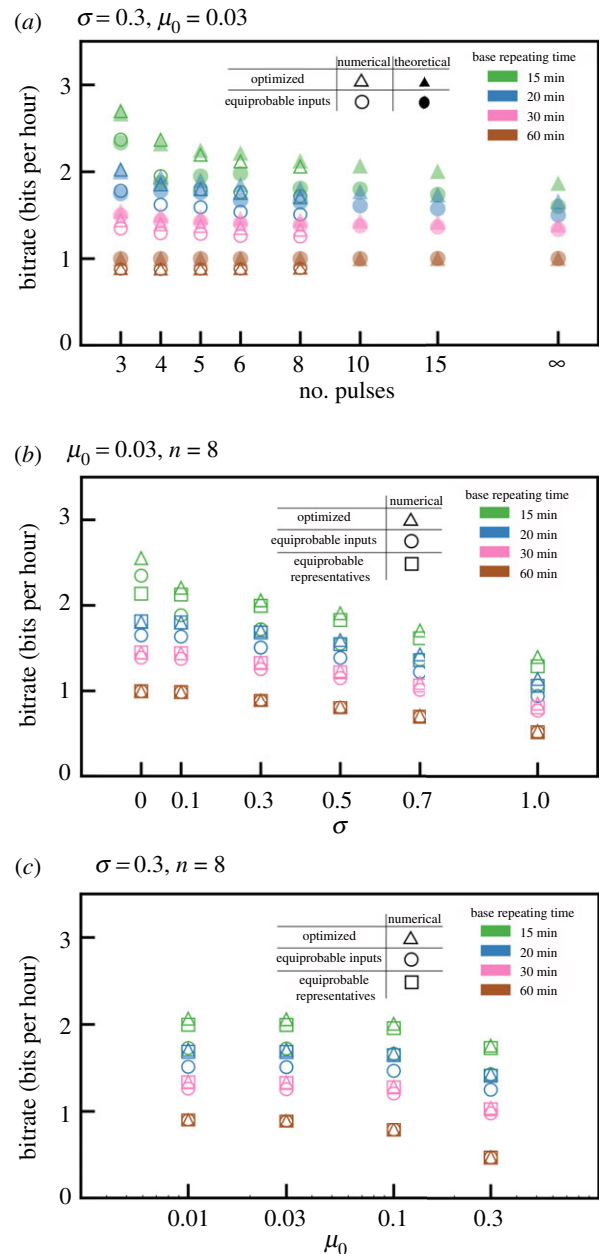 (a) σ = 0.3, μ0 = 0.03
numerical theoretical
optimized
equiprobable inputs
base repeating time
15 min
20 min
30 min
60 min
bitrate (bits per hour)
3
2
1
0
3 4 5 6 8 10 15 ∞
no. pulses
(b) μ0 = 0.03, n = 8
numerical
optimized
equiprobable inputs
equiprobable
representatives
base repeating time
15 min
20 min
30 min
60 min
bitrate (bits per hour)
3
2
1
0
0 0.1 0.3 0.5 0.7 1.0
σ
(c) σ = 0.3, n = 8
numerical
optimized
equiprobable inputs
equiprobable
representatives
base repeating time
15 min
20 min
30 min
60 min
bitrate (bits per hour)
3
2
1
0
0.01 0.03 0.1 0.3
μ0